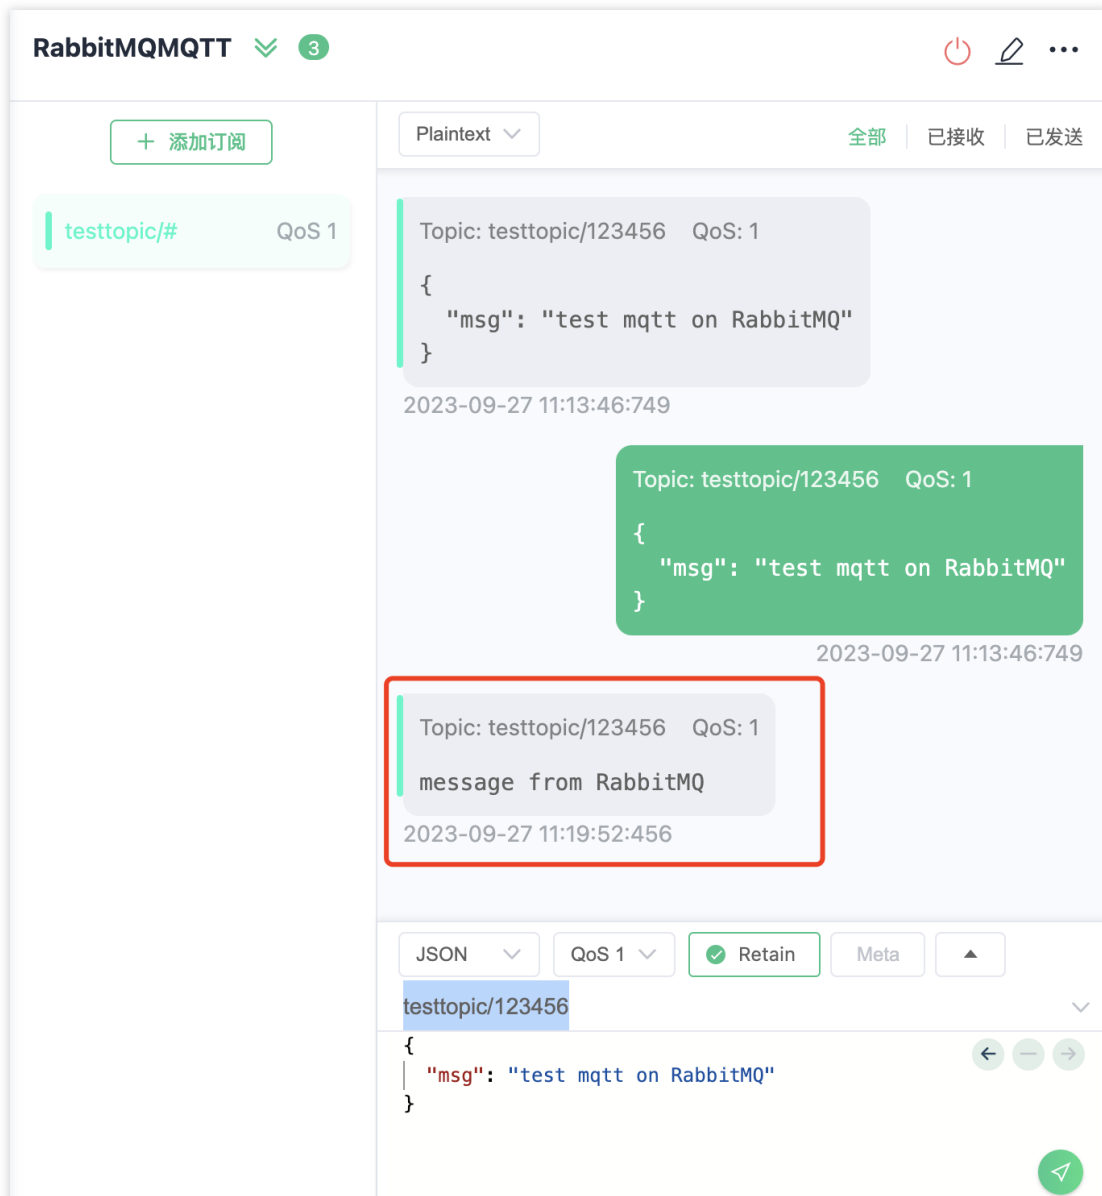 RabbitMQMQTT 3
添加订阅
testtopic/# QoS 1
Plaintext 全部 已接收 已发送
Topic: testtopic/123456 QoS: 1
{
"msg": "test mqtt on RabbitMQ"
}
2023-09-27 11:13:46:749
Topic: testtopic/123456 QoS: 1
{
"msg": "test mqtt on RabbitMQ"
}
2023-09-27 11:13:46:749
Topic: testtopic/123456 QoS: 1
message from RabbitMQ
2023-09-27 11:19:52:456
JSON QoS 1 Retain Meta
testtopic/123456
{
"msg": "test mqtt on RabbitMQ"
}